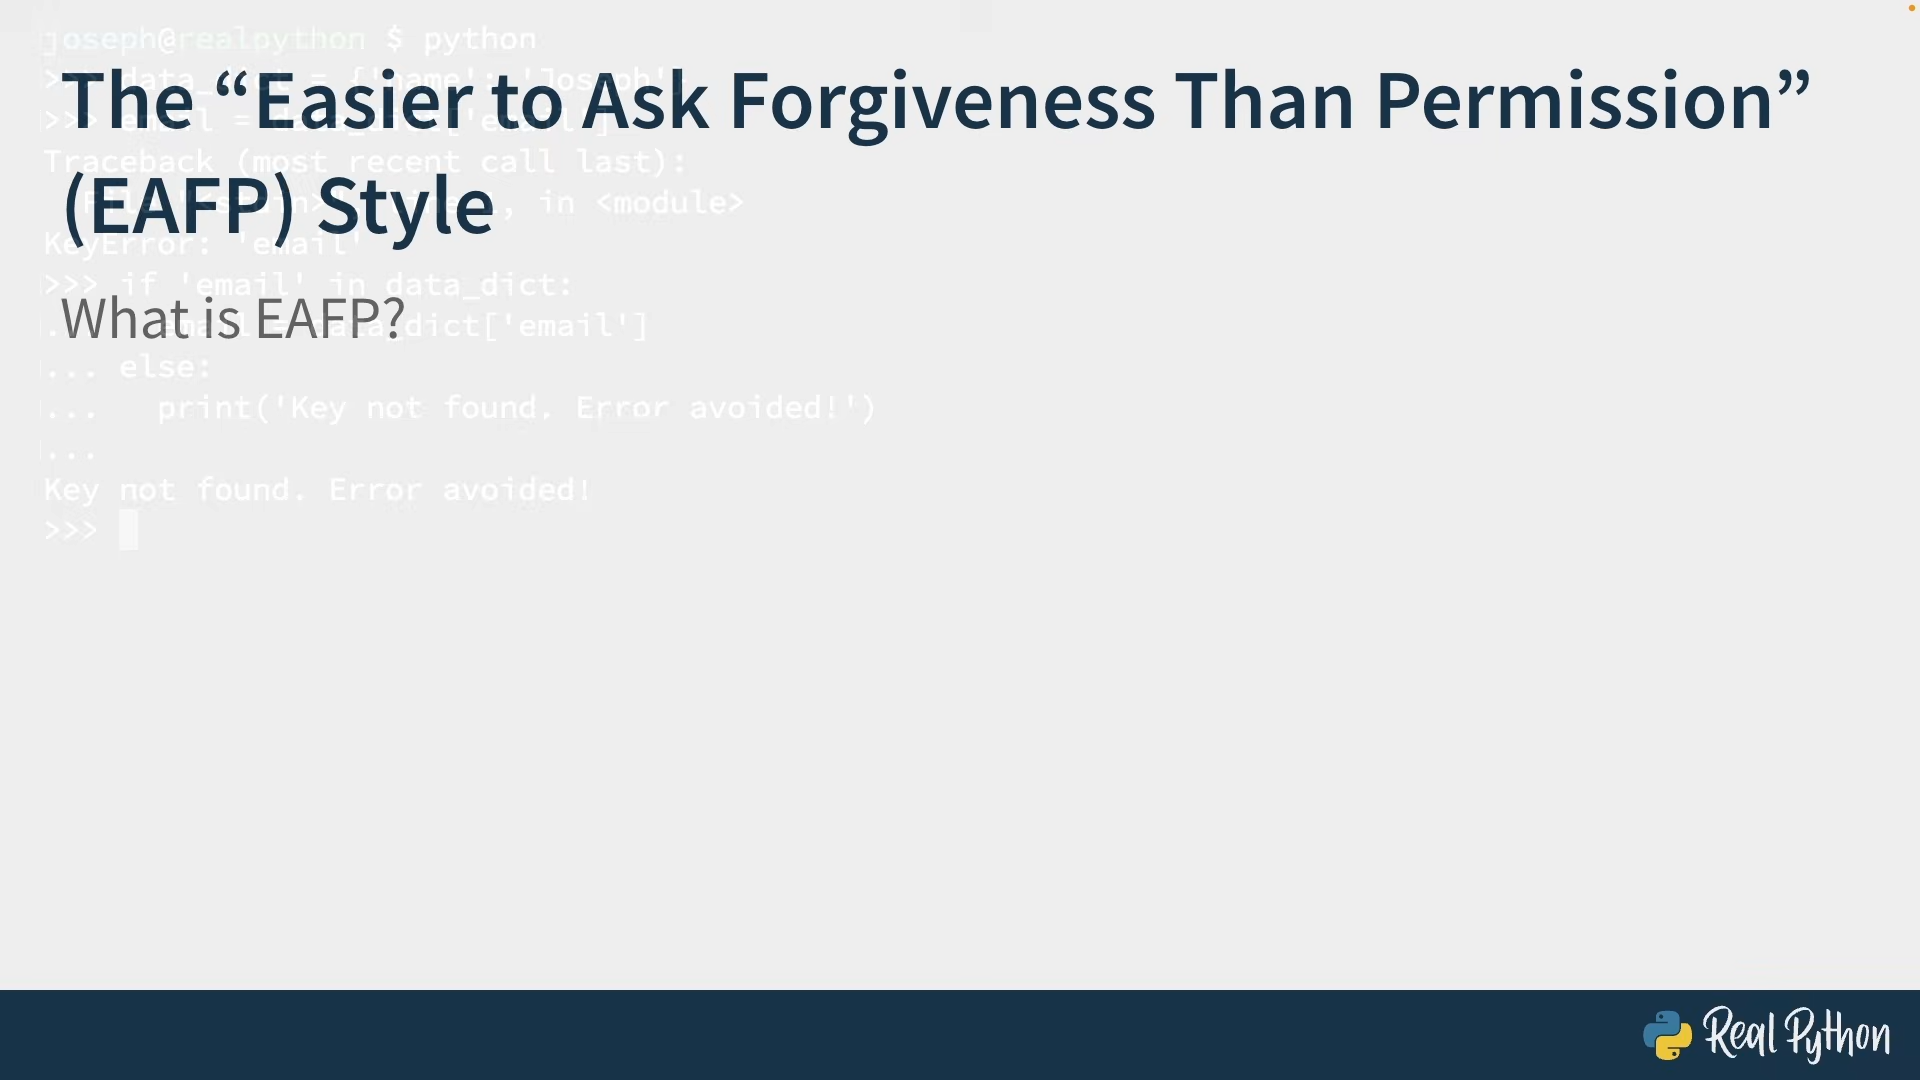 joseph@realpython $ python
>>> data_dict = {'name': 'Joseph'}
The “Easier to Ask Forgiveness Than Permission”
>>> email = data_dict['email']
Traceback (most recent call last):
(EAFP) Style
File "<stdin>", line 1, in <module>
KeyError: 'email'
>>> if 'email' in data_dict:
What is EAFP?
... email = data_dict['email']
... else:
... print('Key not found. Error avoided!')
...
Key not found. Error avoided!
>>>
Real Python